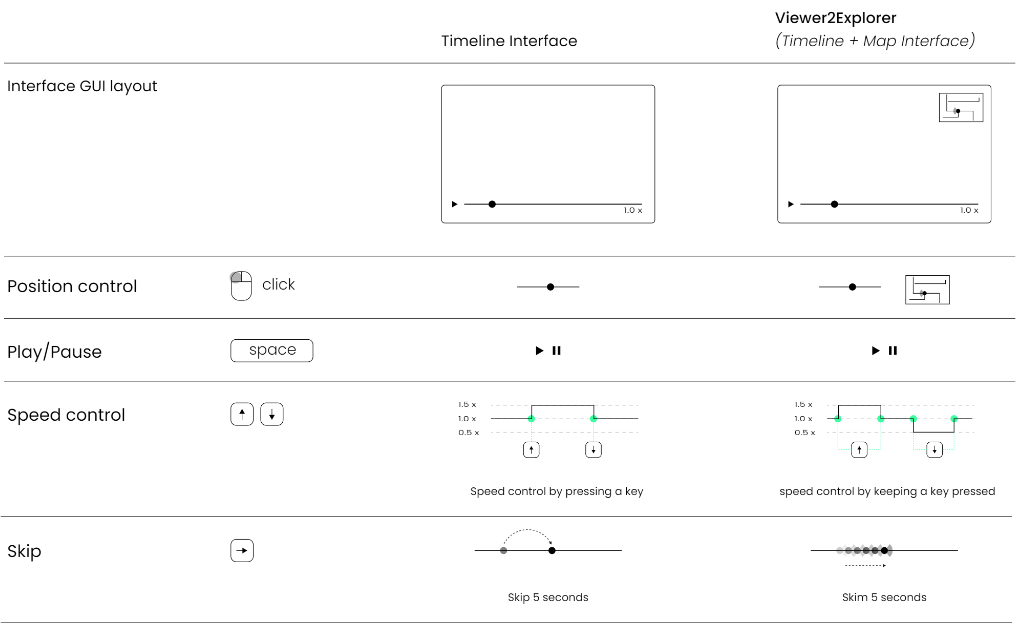 Viewer2Explorer
Timeline Interface
(Timeline + Map Interface)
Interface GUI layout
1.0 x
1.0 x
Position control
click
Play/Pause
space
Speed control
1.5 x
1.0 x
0.5 x
1.5 x
1.0 x
0.5 x
Speed control by pressing a key
speed control by keeping a key pressed
Skip
Skip 5 seconds
Skim 5 seconds